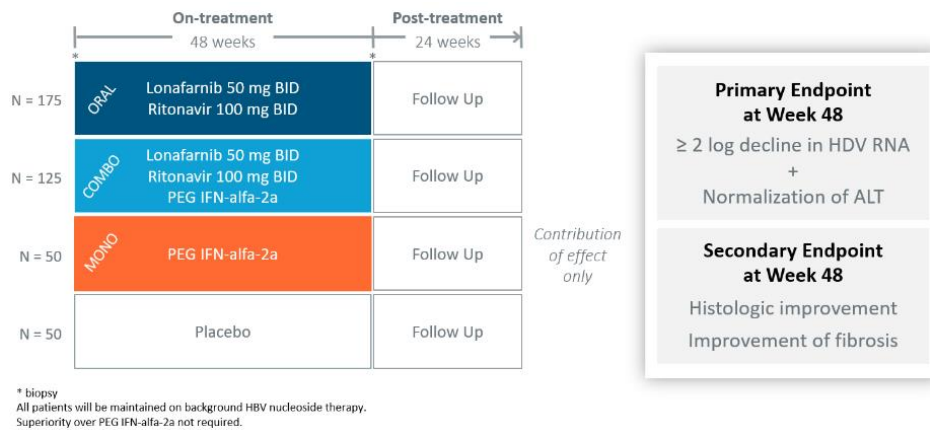 On-treatment
48 weeks
Post-treatment
24 weeks
*
*
N = 175
ORAL
Lonafarnib 50 mg BID
Ritonavir 100 mg BID
Follow Up
N = 125
COMBO
Lonafarnib 50 mg BID
Ritonavir 100 mg BID
PEG IFN-alfa-2a
Follow Up
N = 50
MONO
PEG IFN-alfa-2a
Follow Up
Contribution
of effect
only
N = 50
Placebo
Follow Up
* biopsy
All patients will be maintained on background HBV nucleoside therapy.
Superiority over PEG IFN-alfa-2a not required.
Primary Endpoint
at Week 48
≥ 2 log decline in HDV RNA
+
Normalization of ALT
Secondary Endpoint
at Week 48
Histologic improvement
Improvement of fibrosis